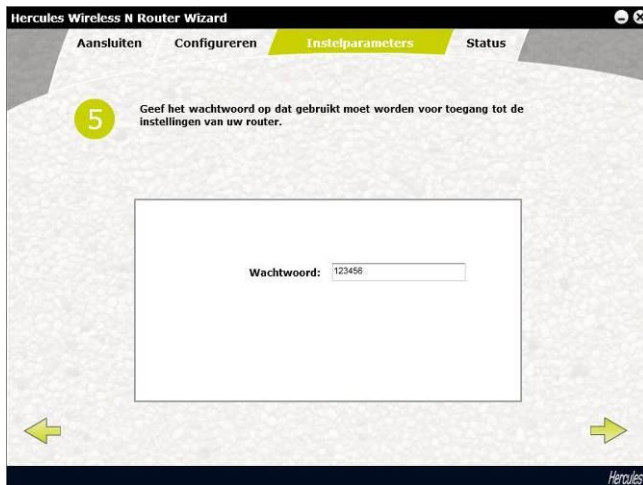 Hercules Wireless N Router Wizard
Aansluiten Configureren Instelparameters Status
5
Geef het wachtwoord op dat gebruikt moet worden voor toegang tot de
instellingen van uw router.
Wachtwoord: 123456
Hercules